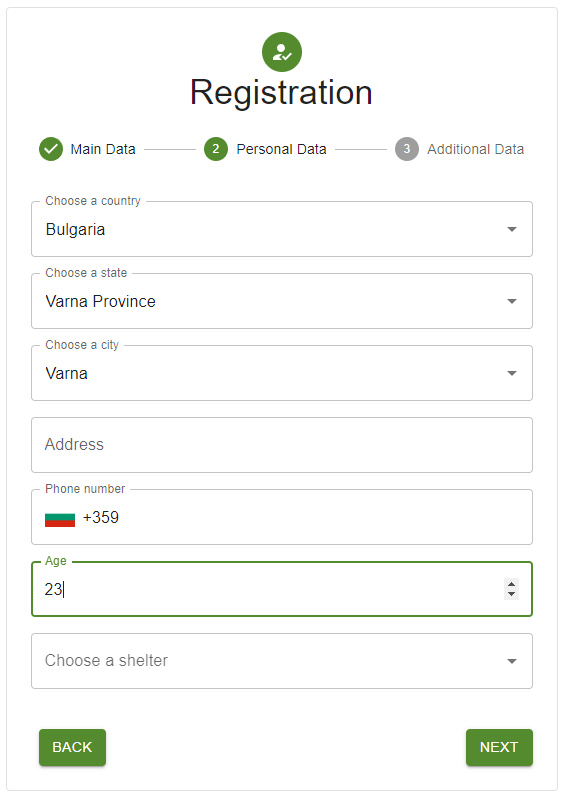 Registration
Main Data
2 Personal Data
3 Additional Data
Choose a country
Bulgaria
Choose a state
Varna Province
Choose a city
Varna
Address
Phone number
+359
Age
23
Choose a shelter
BACK
NEXT